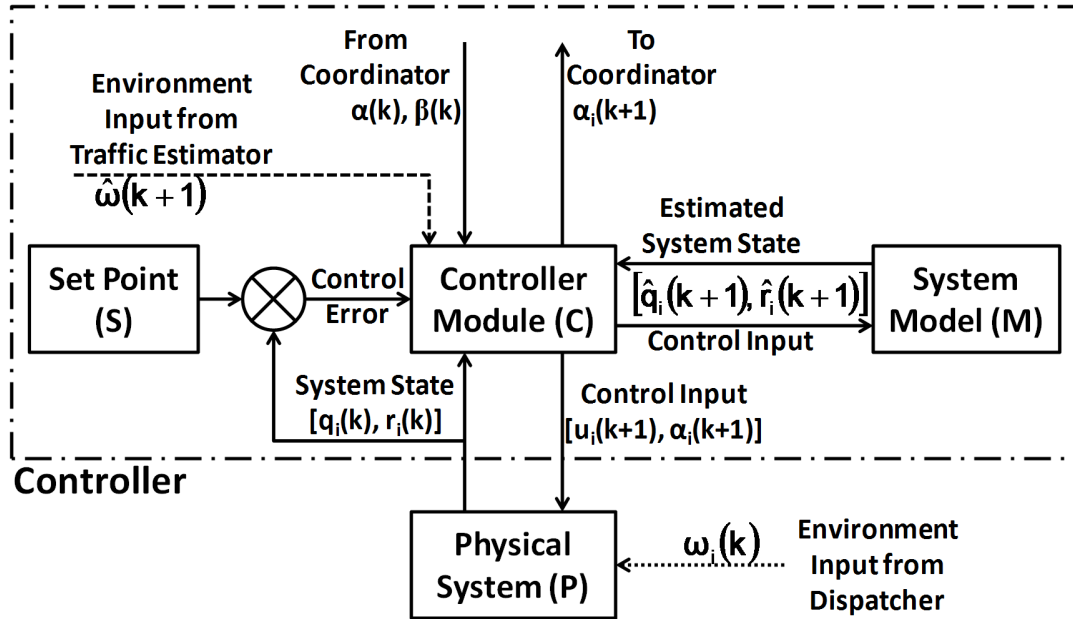 From
Coordinator
α(k), β(k)
To
Coordinator
αᵢ(k+1)
Environment
Input from
Traffic Estimator
ω̂(k + 1)
Set Point
(S)
Control
Error
Controller
Module (C)
Estimated
System State
[q̂ᵢ(k + 1), r̂ᵢ(k + 1)]
Control Input
System
Model (M)
System State
[qᵢ(k), rᵢ(k)]
Control Input
[uᵢ(k+1), αᵢ(k+1)]
Controller
Physical
System (P)
ωᵢ(k)
Environment
Input from
Dispatcher